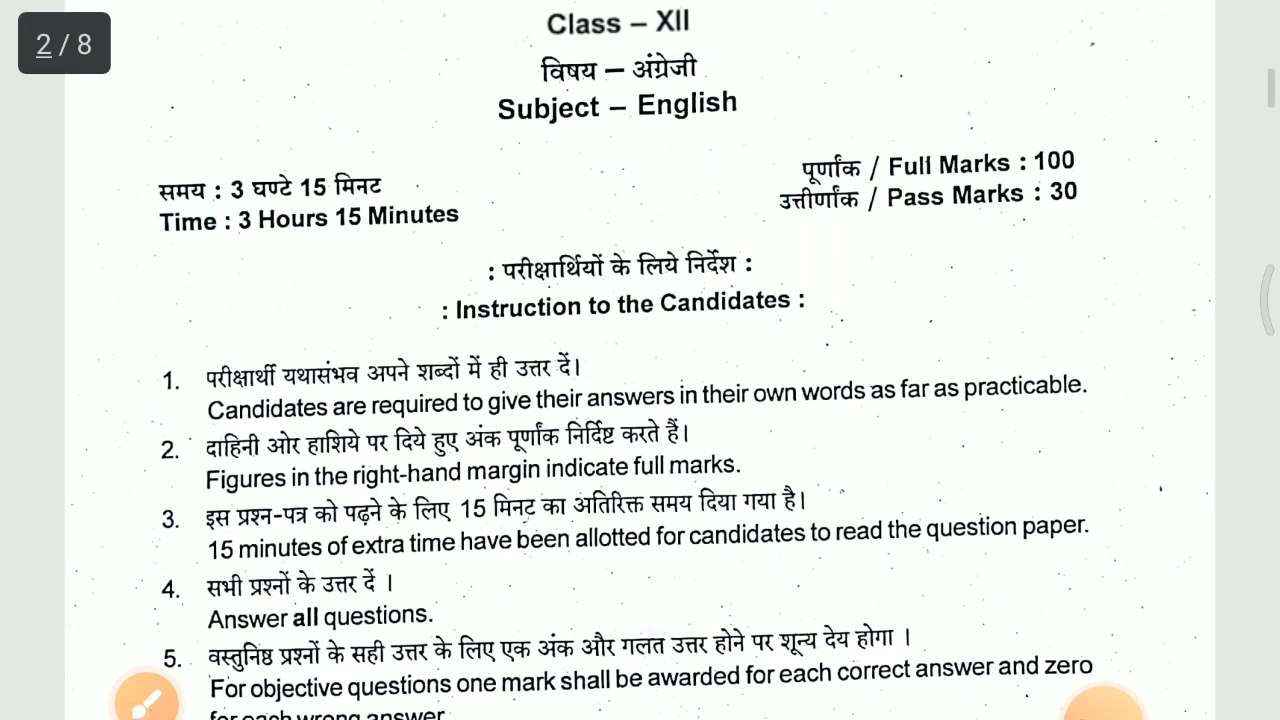 2 / 8
Class – XII
विषय – अंग्रेजी
Subject – English
समय : 3 घण्टे 15 मिनट
Time : 3 Hours 15 Minutes
पूर्णांक / Full Marks : 100
उत्तीर्णांक / Pass Marks : 30
: परीक्षार्थियों के लिये निर्देश :
: Instruction to the Candidates :
1. परीक्षार्थी यथासंभव अपने शब्दों में ही उत्तर दें।
Candidates are required to give their answers in their own words as far as practicable.
2. दाहिनी ओर हाशिये पर दिये हुए अंक पूर्णांक निर्दिष्ट करते हैं।
Figures in the right-hand margin indicate full marks.
3. इस प्रश्न-पत्र को पढ़ने के लिए 15 मिनट का अतिरिक्त समय दिया गया है।
15 minutes of extra time have been allotted for candidates to read the question paper.
4. सभी प्रश्नों के उत्तर दें ।
Answer all questions.
5. वस्तुनिष्ठ प्रश्नों के सही उत्तर के लिए एक अंक और गलत उत्तर होने पर शून्य देय होगा ।
For objective questions one mark shall be awarded for each correct answer and zero
for each wrong answer